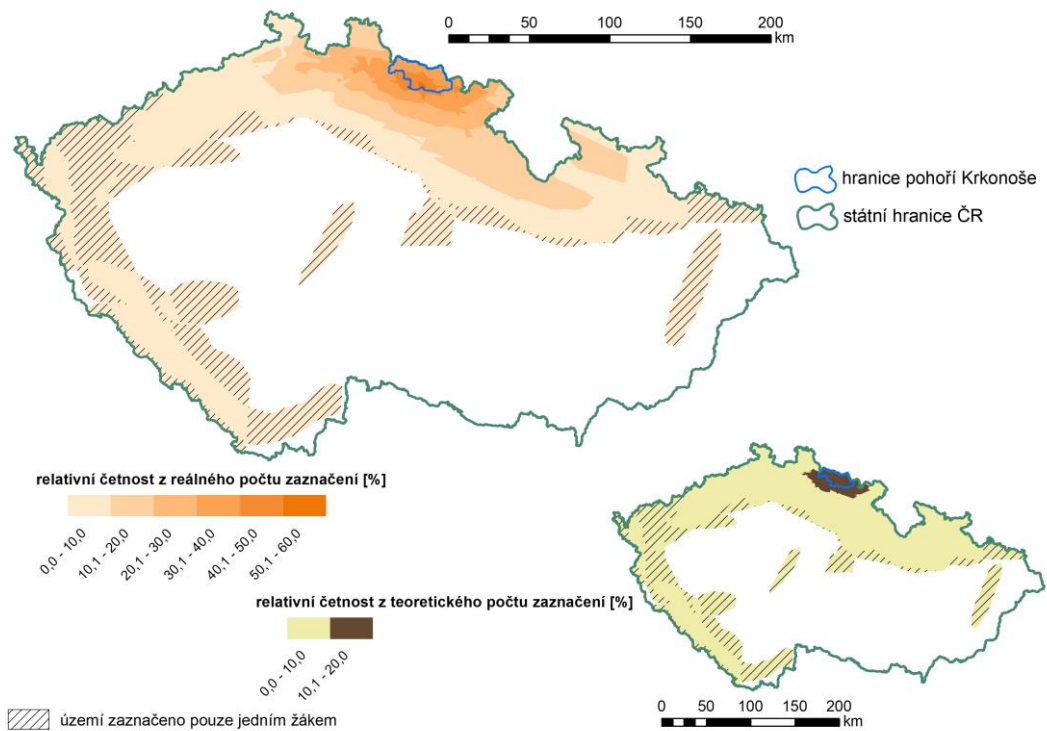 0 50 100 150 200
km
hranice pohoří Krkonoše
státní hranice ČR
relativní četnost z reálného počtu zaznačení [%]
0,0 - 10,0
10,1 - 20,0
20,1 - 30,0
30,1 - 40,0
40,1 - 50,0
50,1 - 60,0
relativní četnost z teoretického počtu zaznačení [%]
0,0 - 10,0
10,1 - 20,0
území zaznačeno pouze jedním žákem
0 50 100 150 200
km